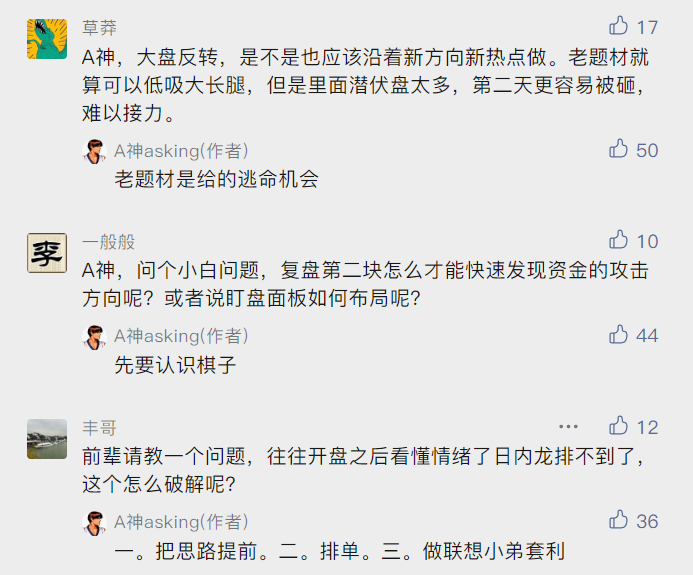 草莽
17
A神，大盘反转，是不是也应该沿着新方向新热点做。老题材就
算可以低吸大长腿，但是里面潜伏盘太多，第二天更容易被砸，
难以接力。
A神asking(作者)
50
老题材是给的逃命机会
李
一般般
10
A神，问个小白问题，复盘第二块怎么才能快速发现资金的攻击
方向呢？或者说盯盘面板如何布局呢？
A神asking(作者)
44
先要认识棋子
丰哥
12
前辈请教一个问题，往往开盘之后看懂情绪了日内龙排不到了，
这个怎么破解呢？
A神asking(作者)
36
一。把思路提前。二。排单。三。做联想小弟套利